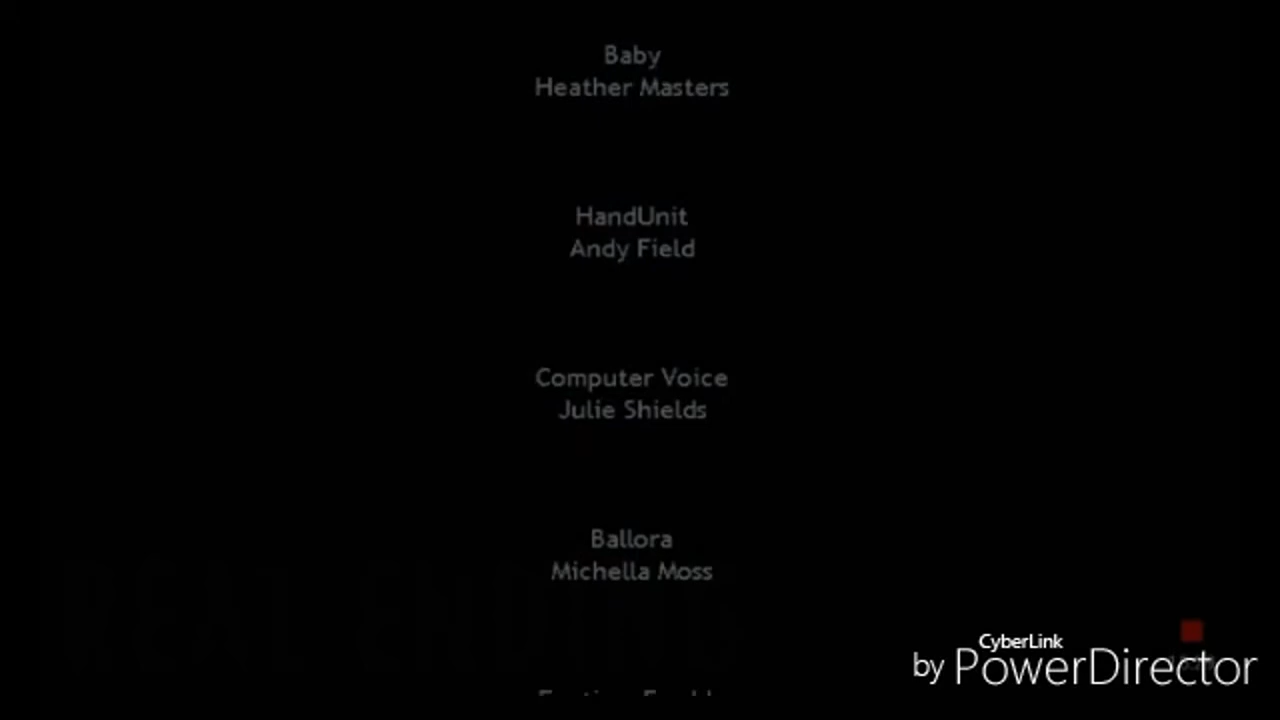 Baby
Heather Masters
HandUnit
Andy Field
Computer Voice
Julie Shields
Ballora
Michella Moss
CyberLink
by PowerDirector